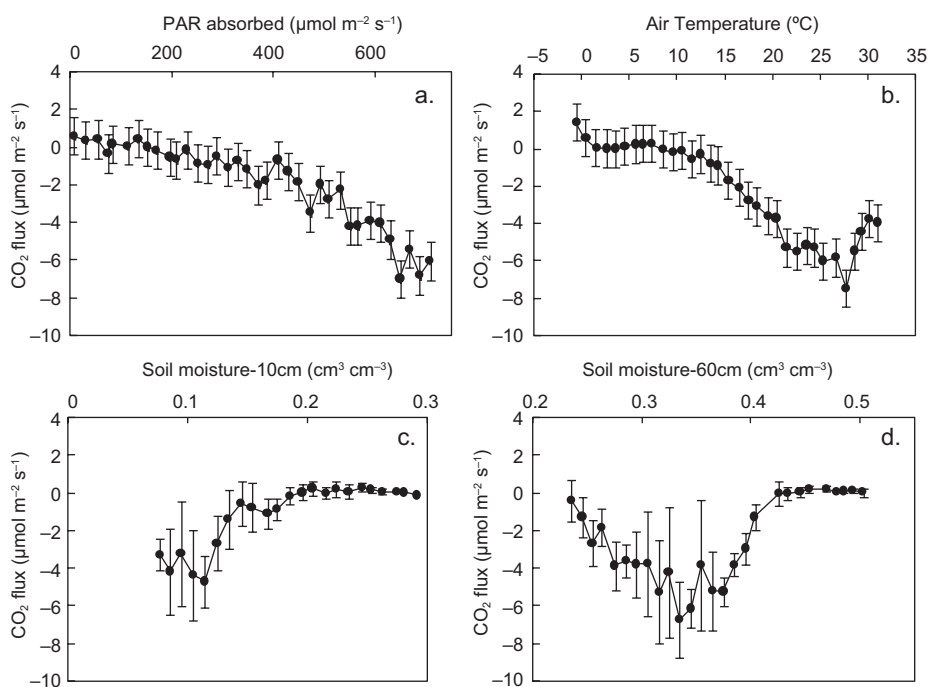 PAR absorbed (µmol m⁻² s⁻¹)
0 200 400 600
4
2
0
–2
–4
–6
–8
–10
CO₂ flux (µmol m⁻² s⁻¹)
a.
Air Temperature (ºC)
–5 0 5 10 15 20 25 30 35
4
2
0
–2
–4
–6
–8
–10
CO₂ flux (µmol m⁻² s⁻¹)
b.
Soil moisture-10cm (cm³ cm⁻³)
0 0.1 0.2 0.3
4
2
0
–2
–4
–6
–8
–10
CO₂ flux (µmol m⁻² s⁻¹)
c.
Soil moisture-60cm (cm³ cm⁻³)
0.2 0.3 0.4 0.5
4
2
0
–2
–4
–6
–8
–10
CO₂ flux (µmol m⁻² s⁻¹)
d.